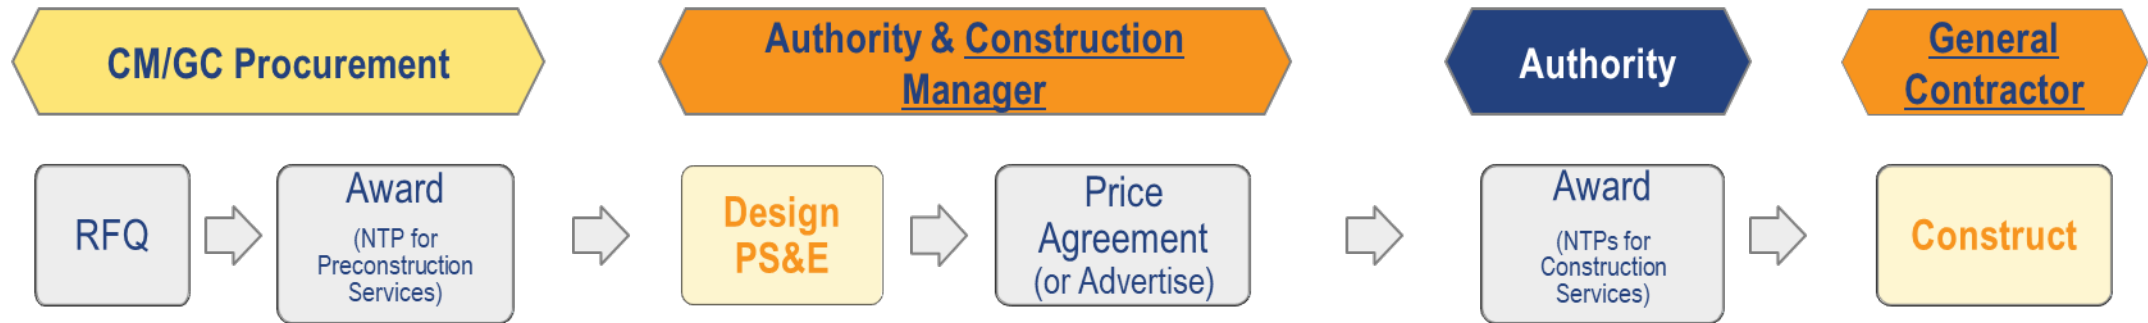 CM/GC Procurement
Authority & Construction
Manager
Authority
General
Contractor
RFQ
Award
(NTP for
Preconstruction
Services)
Design
PS&E
Price
Agreement
(or Advertise)
Award
(NTPs for
Construction
Services)
Construct